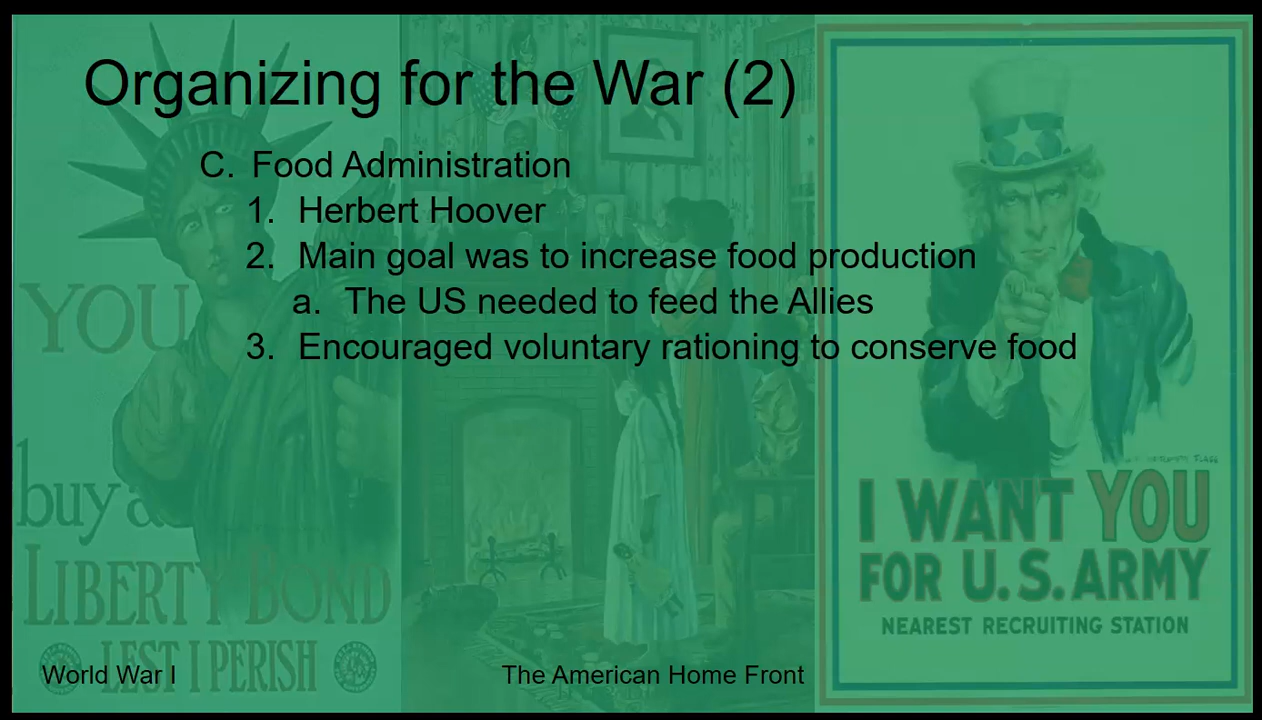 Organizing for the War (2)
C. Food Administration
1. Herbert Hoover
2. Main goal was to increase food production
a. The US needed to feed the Allies
3. Encouraged voluntary rationing to conserve food
YOU
buy a
LIBERTY BOND
LEST I PERISH
FLAGG
I WANT YOU
FOR U.S. ARMY
NEAREST RECRUITING STATION
World War I
The American Home Front